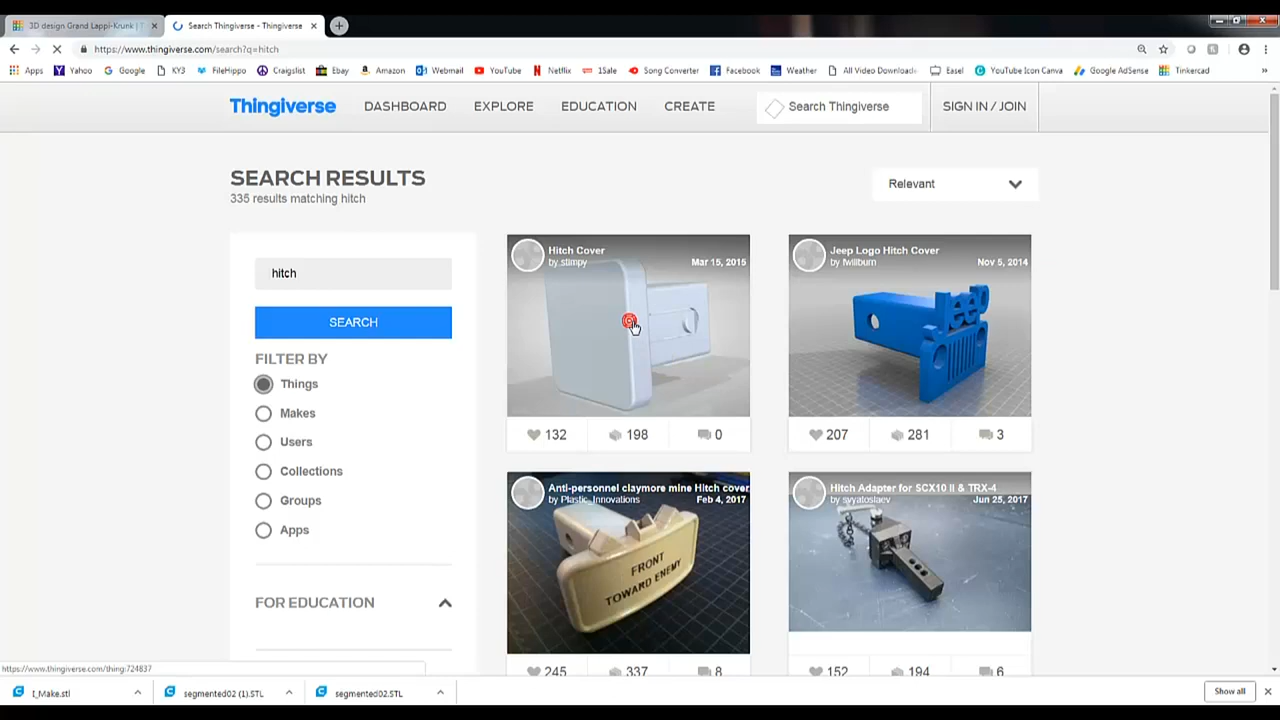 3D design Grand Lappi-Krunk | T
Search Thingiverse - Thingiverse
https://www.thingiverse.com/search?q=hitch
Apps Yahoo Google KY3 FileHippo Craigslist Ebay Amazon Webmail YouTube Netflix 1Sale Song Converter Facebook Weather All Video Download Easel YouTube Icon Canva Google AdSense Tinkercad »
Thingiverse DASHBOARD EXPLORE EDUCATION CREATE Search Thingiverse SIGN IN / JOIN
SEARCH RESULTS
335 results matching hitch
Relevant
hitch
SEARCH
FILTER BY
Things
Makes
Users
Collections
Groups
Apps
FOR EDUCATION
Hitch Cover
by stimpy Mar 15, 2015
132 198 0
Jeep Logo Hitch Cover
by fwillburn Nov 5, 2014
Jeep
207 281 3
Anti-personnel claymore mine Hitch cover
by Plastic_Innovations Feb 4, 2017
FRONT
TOWARD ENEMY
245 337 8
Hitch Adapter for SCX10 II & TRX-4
by svyatoslaev Jun 25, 2017
152 194 6
https://www.thingiverse.com/thing:724837
I_Make.stl
segmented02 (1).STL
segmented02.STL
Show all